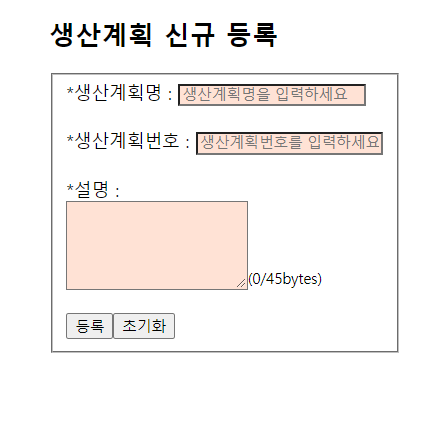 생산계획 신규 등록
*생산계획명 : 생산계획명을 입력하세요
*생산계획번호 : 생산계획번호를 입력하세요
*설명 :
(0/45bytes)
등록 초기화